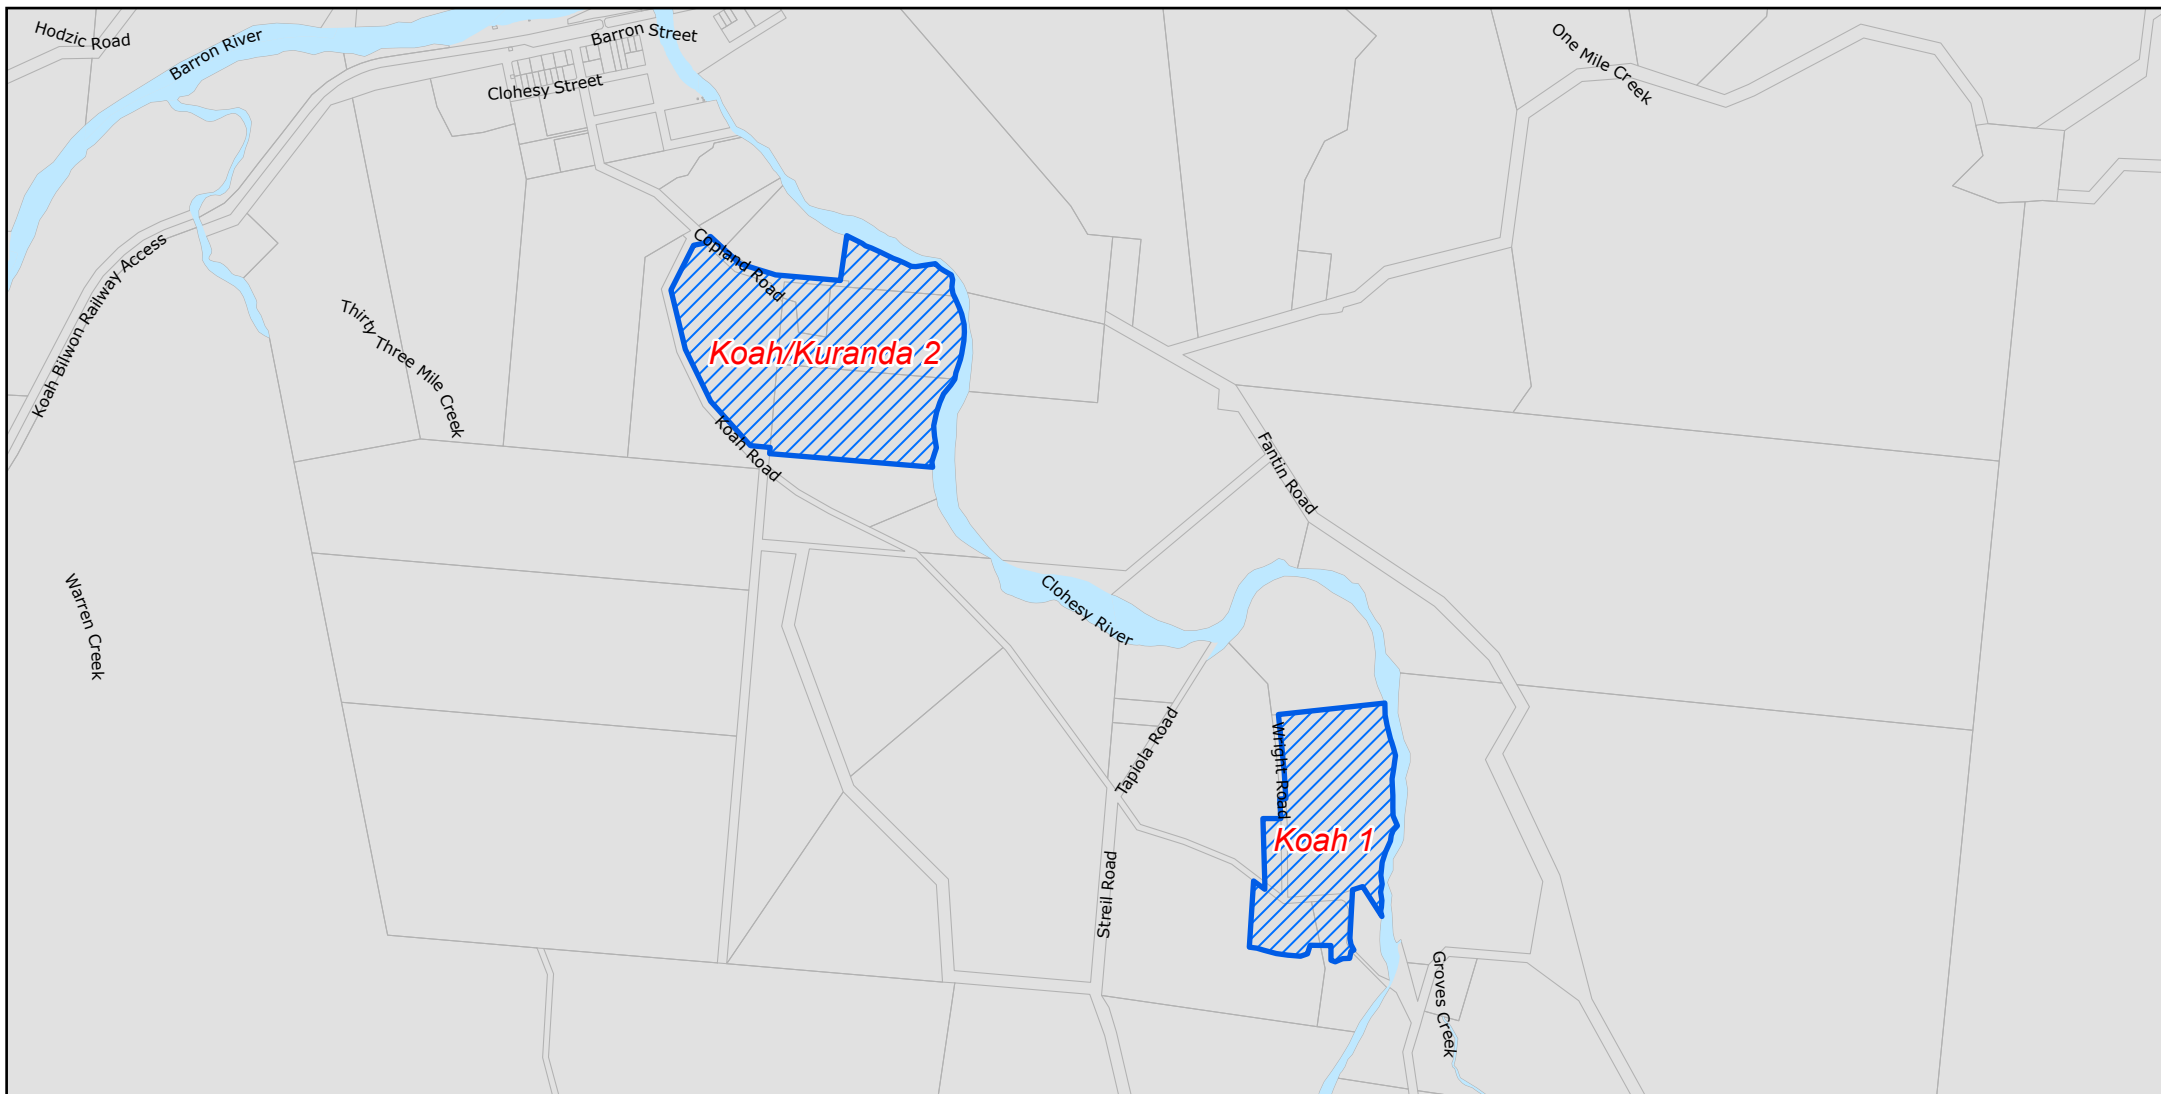 Hodzic Road
Barron River
Barron Street
Clohesy Street
One Mile Creek
Koah-Bilwon Railway Access
Copland Road
Thirty-Three Mile Creek
Koah/Kuranda 2
Koah Road
Fantin Road
Warren Creek
Clohesy River
Tapiola Road
Wright Road
Koah 1
Streil Road
Groves Creek